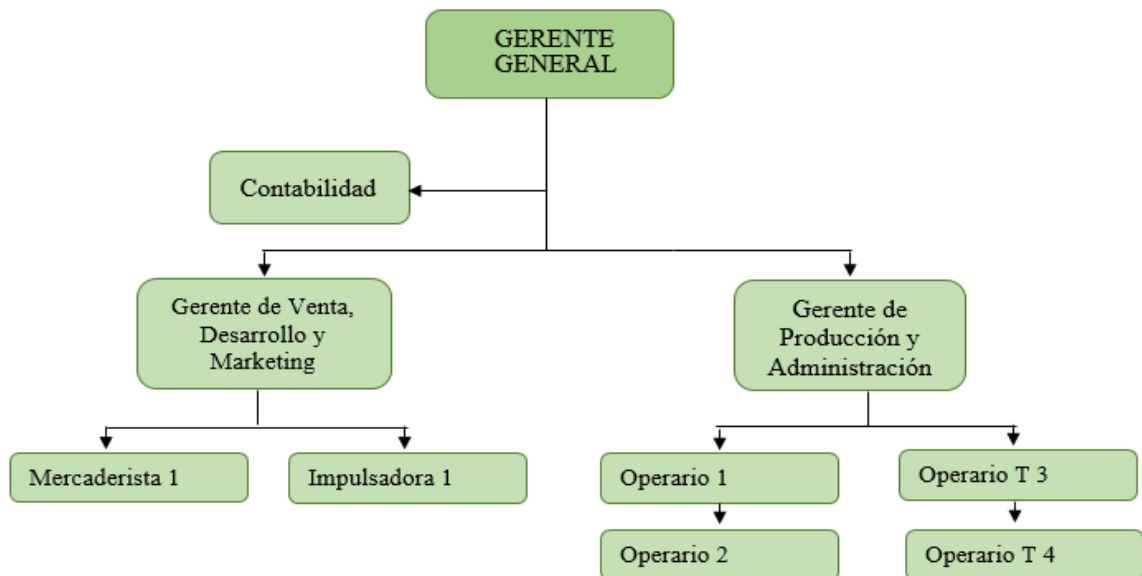 GERENTE
GENERAL
Contabilidad
Gerente de Venta,
Desarrollo y
Marketing
Gerente de
Producción y
Administración
Mercaderista 1
Impulsadora 1
Operario 1
Operario T 3
Operario 2
Operario T 4